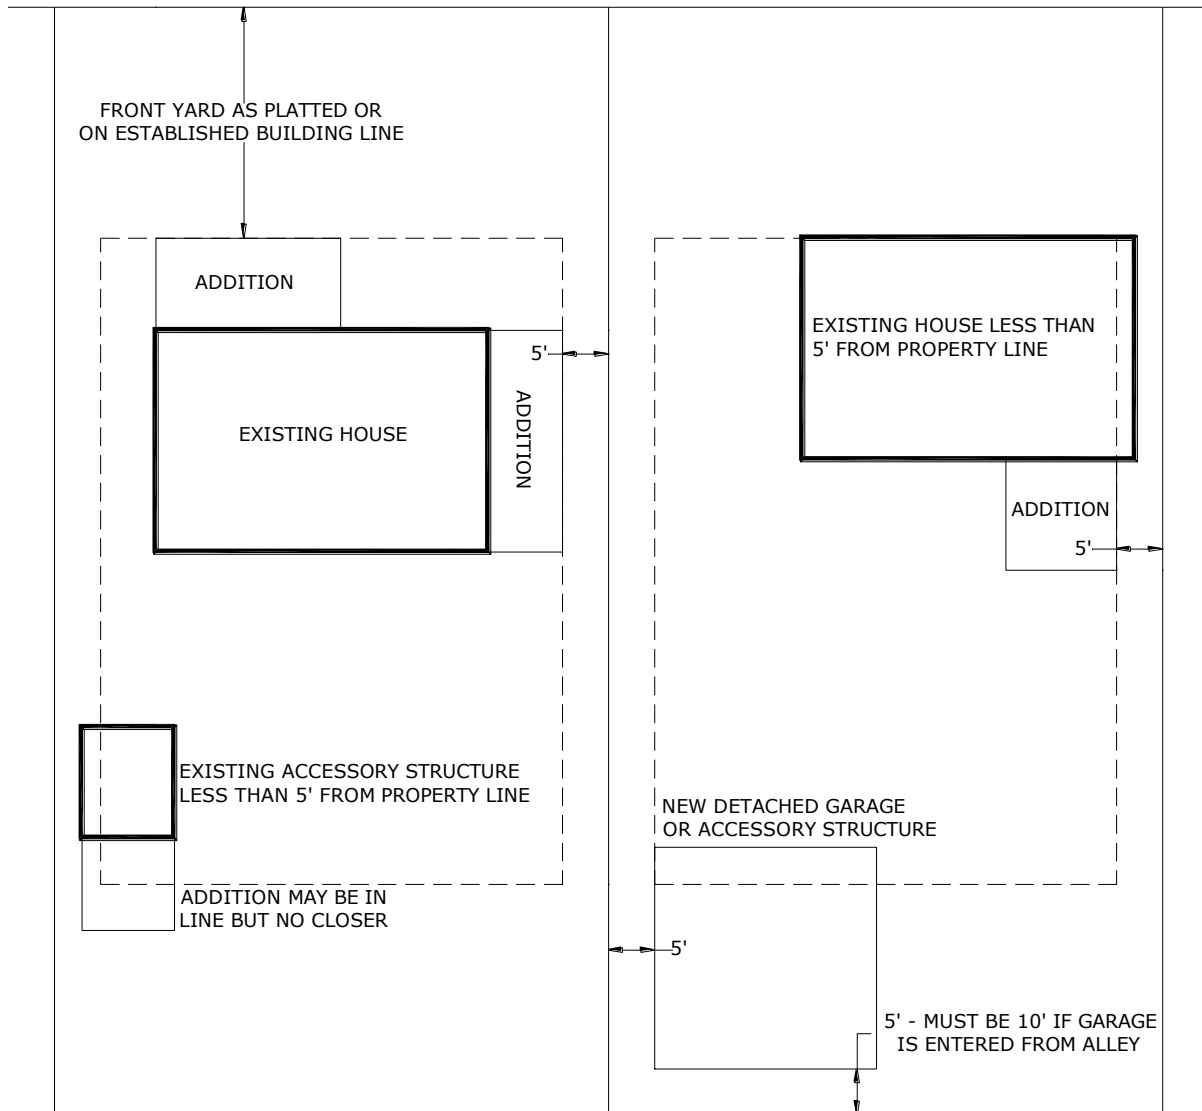 FRONT YARD AS PLATTED OR
ON ESTABLISHED BUILDING LINE
ADDITION
5'
ADDITION
EXISTING HOUSE
EXISTING ACCESSORY STRUCTURE
LESS THAN 5' FROM PROPERTY LINE
ADDITION MAY BE IN
LINE BUT NO CLOSER
EXISTING HOUSE LESS THAN
5' FROM PROPERTY LINE
ADDITION
5'
NEW DETACHED GARAGE
OR ACCESSORY STRUCTURE
5'
5' - MUST BE 10' IF GARAGE
IS ENTERED FROM ALLEY